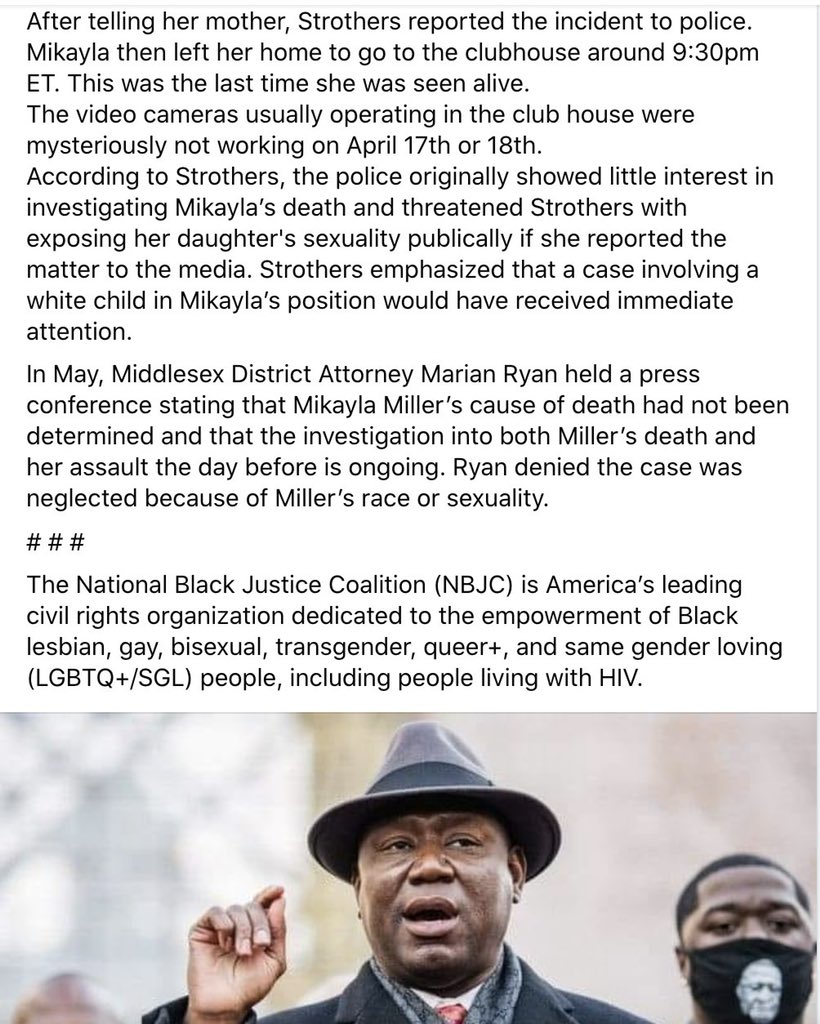 After telling her mother, Strothers reported the incident to police.
Mikayla then left her home to go to the clubhouse around 9:30pm
ET. This was the last time she was seen alive.
The video cameras usually operating in the club house were
mysteriously not working on April 17th or 18th.
According to Strothers, the police originally showed little interest in
investigating Mikayla’s death and threatened Strothers with
exposing her daughter's sexuality publically if she reported the
matter to the media. Strothers emphasized that a case involving a
white child in Mikayla’s position would have received immediate
attention.
In May, Middlesex District Attorney Marian Ryan held a press
conference stating that Mikayla Miller’s cause of death had not been
determined and that the investigation into both Miller’s death and
her assault the day before is ongoing. Ryan denied the case was
neglected because of Miller’s race or sexuality.
# # #
The National Black Justice Coalition (NBJC) is America’s leading
civil rights organization dedicated to the empowerment of Black
lesbian, gay, bisexual, transgender, queer+, and same gender loving
(LGBTQ+/SGL) people, including people living with HIV.